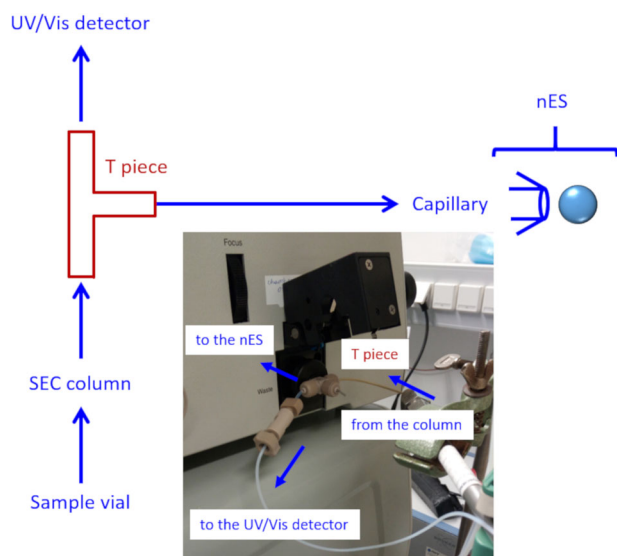 UV/Vis detector
nES
T piece
Capillary
Focus
to the nES
T piece
SEC column
Waste
from the column
Sample vial
to the UV/Vis detector